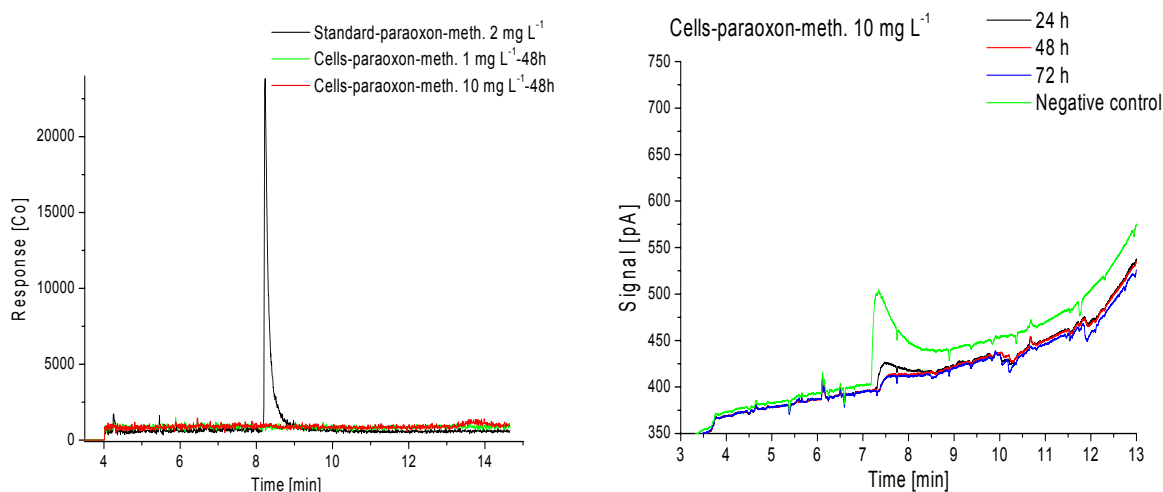 Standard-paraoxon-meth. 2 mg L⁻¹
Cells-paraoxon-meth. 1 mg L⁻¹-48h
Cells-paraoxon-meth. 10 mg L⁻¹-48h
Response [Co]
20000
15000
10000
5000
0
4 6 8 10 12 14
Time [min]
Cells-paraoxon-meth. 10 mg L⁻¹
24 h
48 h
72 h
Negative control
Signal [pA]
750
700
650
600
550
500
450
400
350
3 4 5 6 7 8 9 10 11 12 13
Time [min]